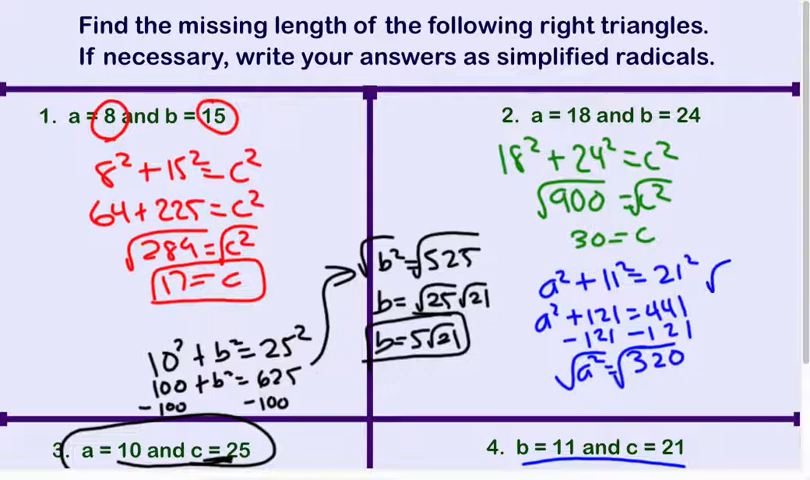 Find the missing length of the following right triangles.
If necessary, write your answers as simplified radicals.
1. a = 8 and b = 15
8² + 15² = c²
64 + 225 = c²
√289 = √c²
17 = c
2. a = 18 and b = 24
18² + 24² = c²
√900 = √c²
30 = c
10² + b² = 25²
100 + b² = 625
-100 -100
√b² = √525
b = √25 √21
b = 5√21
3. a = 10 and c = 25
a² + 11² = 21² √
a² + 121 = 441
-121 -121
√a² = √320
4. b = 11 and c = 21